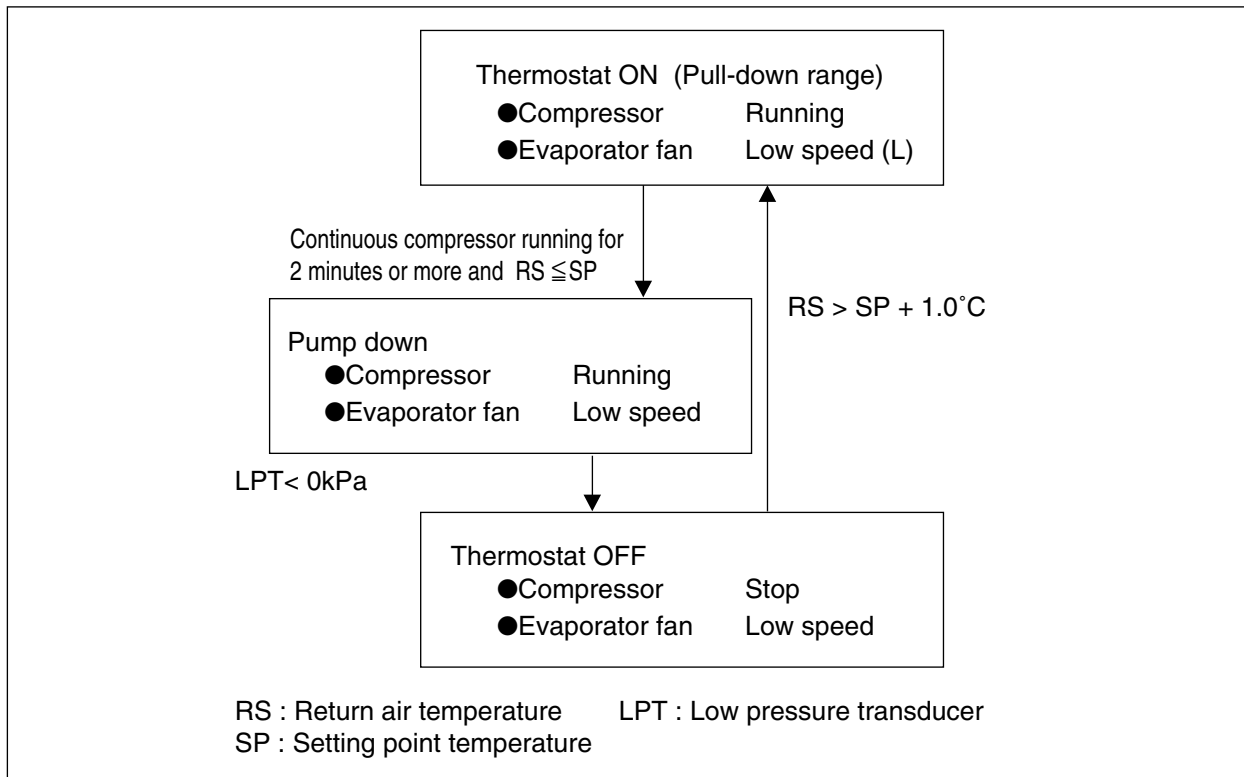 Thermostat ON (Pull-down range)
●Compressor Running
●Evaporator fan Low speed (L)
Continuous compressor running for
2 minutes or more and RS ≦SP
RS > SP + 1.0˚C
Pump down
●Compressor Running
●Evaporator fan Low speed
LPT< 0kPa
Thermostat OFF
●Compressor Stop
●Evaporator fan Low speed
RS : Return air temperature LPT : Low pressure transducer
SP : Setting point temperature